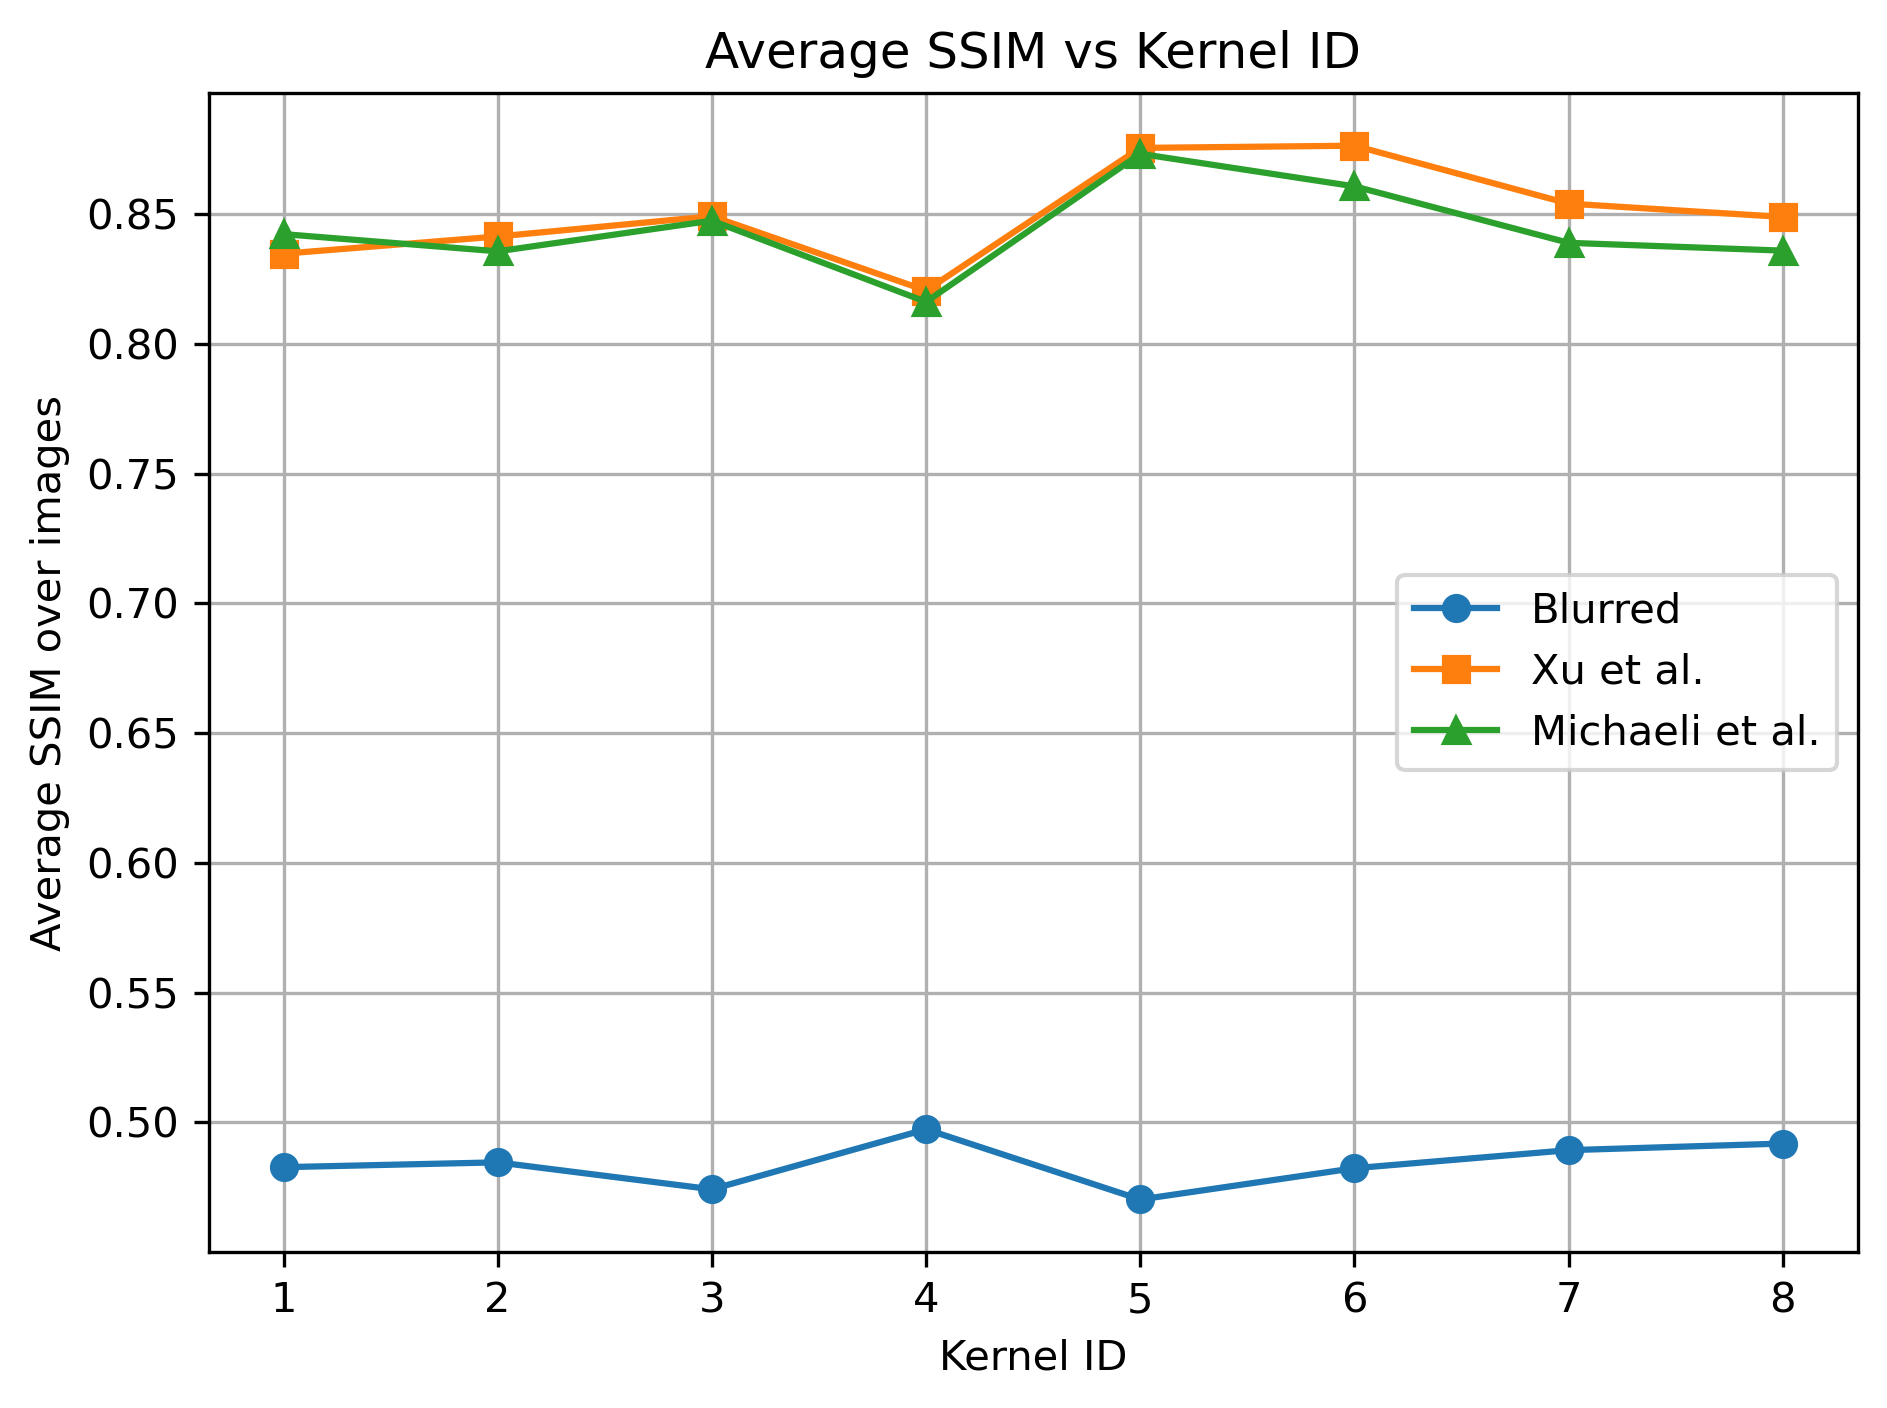 Average SSIM vs Kernel ID
Average SSIM over images
0.85
0.80
0.75
0.70
0.65
0.60
0.55
0.50
Blurred
Xu et al.
Michaeli et al.
1 2 3 4 5 6 7 8
Kernel ID